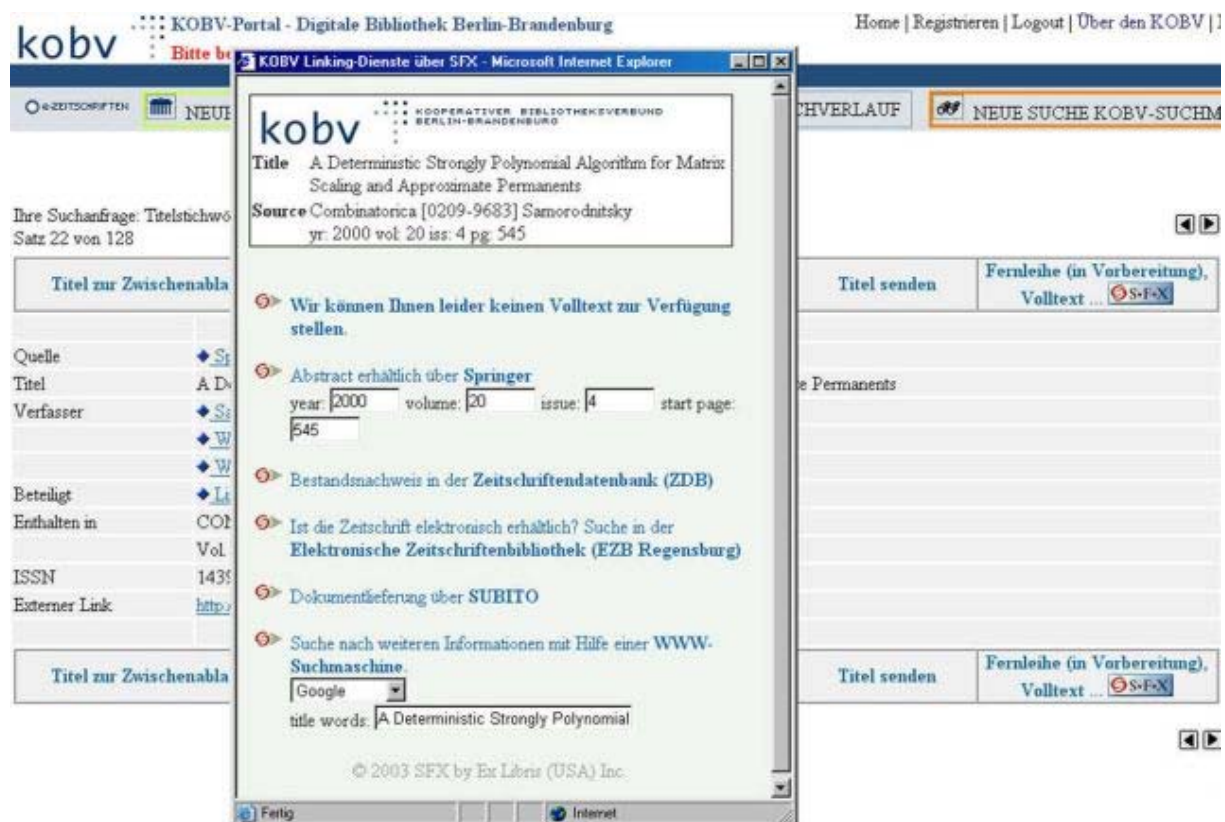 kobv
KOBV-Portal - Digitale Bibliothek Berlin-Brandenburg
Home | Registrieren | Logout | Über den KOBV |
Bitte be
KOBV Linking-Dienste über SFX - Microsoft Internet Explorer
e-ZEITSCHRIFTEN
NEUE
CHVERLAUF
NEUE SUCHE KOBV-SUCHM
kobv
KOOPERATIVER BIBLIOTHEKSVERBUND
BERLIN-BRANDENBURG
Title A Deterministic Strongly Polynomial Algorithm for Matrix
Scaling and Approximate Permanents
Source Combinatorica [0209-9683] Samorodnitsky
yr: 2000 vol: 20 iss: 4 pg: 545
Ihre Suchanfrage: Titelstichwö
Satz 22 von 128
Titel zur Zwischenabla
Titel senden
Fernleihe (in Vorbereitung),
Volltext ... S•F•X
Wir können Ihnen leider keinen Volltext zur Verfügung
stellen.
Quelle Sp
Titel A De
e Permanents
Verfasser Sa
W
W
Beteiligt Li
Enthalten in CO
Vol.
ISSN 1439
Externer Link http:/
Abstract erhältlich über Springer
year: 2000 volume: 20 issue: 4 start page:
545
Bestandsnachweis in der Zeitschriftendatenbank (ZDB)
Ist die Zeitschrift elektronisch erhältlich? Suche in der
Elektronische Zeitschriftenbibliothek (EZB Regensburg)
Dokumentlieferung über SUBITO
Suche nach weiteren Informationen mit Hilfe einer WWW-
Suchmaschine.
Google
title words: A Deterministic Strongly Polynomial
© 2003 SFX by Ex Libris (USA) Inc.
Titel zur Zwischenabla
Titel senden
Fernleihe (in Vorbereitung),
Volltext ... S•F•X
Fertig
Internet